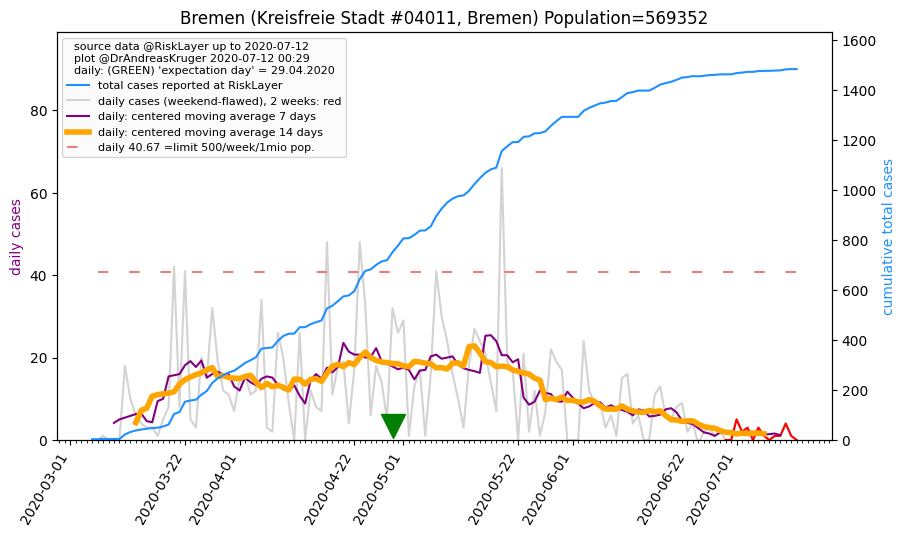 Bremen (Kreisfreie Stadt #04011, Bremen) Population=569352
source data @RiskLayer up to 2020-07-12
plot @DrAndreasKruger 2020-07-12 00:29
daily: (GREEN) 'expectation day' = 29.04.2020
total cases reported at RiskLayer
daily cases (weekend-flawed), 2 weeks: red
daily: centered moving average 7 days
daily: centered moving average 14 days
daily 40.67 =limit 500/week/1mio pop.
daily cases
0
20
40
60
80
cumulative total cases
0
200
400
600
800
1000
1200
1400
1600
2020-03-01
2020-03-22
2020-04-01
2020-04-22
2020-05-01
2020-05-22
2020-06-01
2020-06-22
2020-07-01